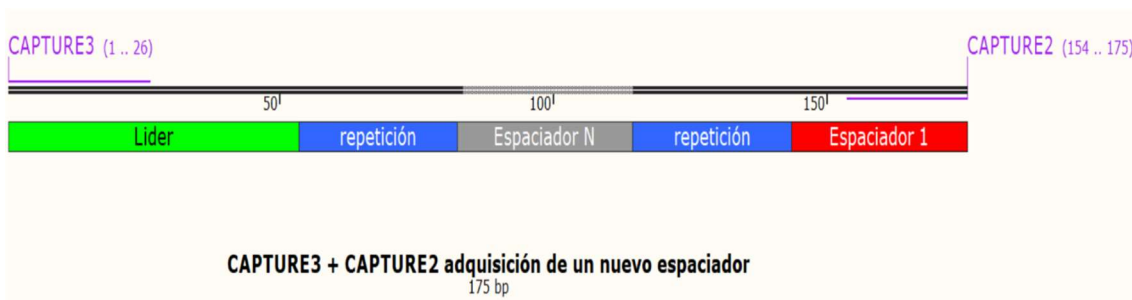 CAPTURE3 (1 .. 26)
CAPTURE2 (154 .. 175)
50 100 150
Lider repetición Espaciador N repetición Espaciador 1
CAPTURE3 + CAPTURE2 adquisición de un nuevo espaciador
175 bp